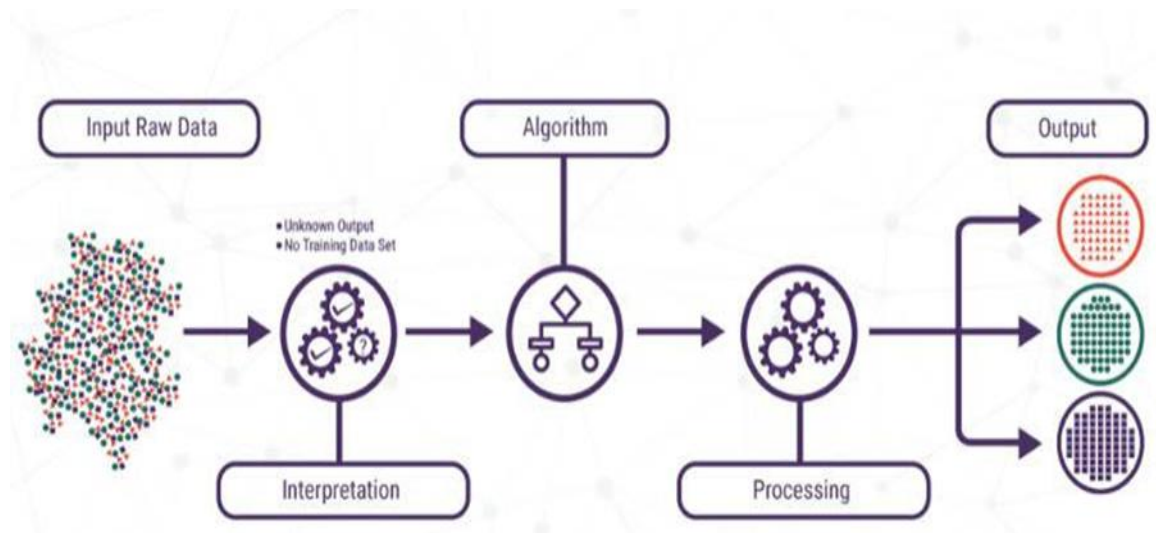 Input Raw Data
Algorithm
Output
• Unknown Output
• No Training Data Set
?
Interpretation
Processing